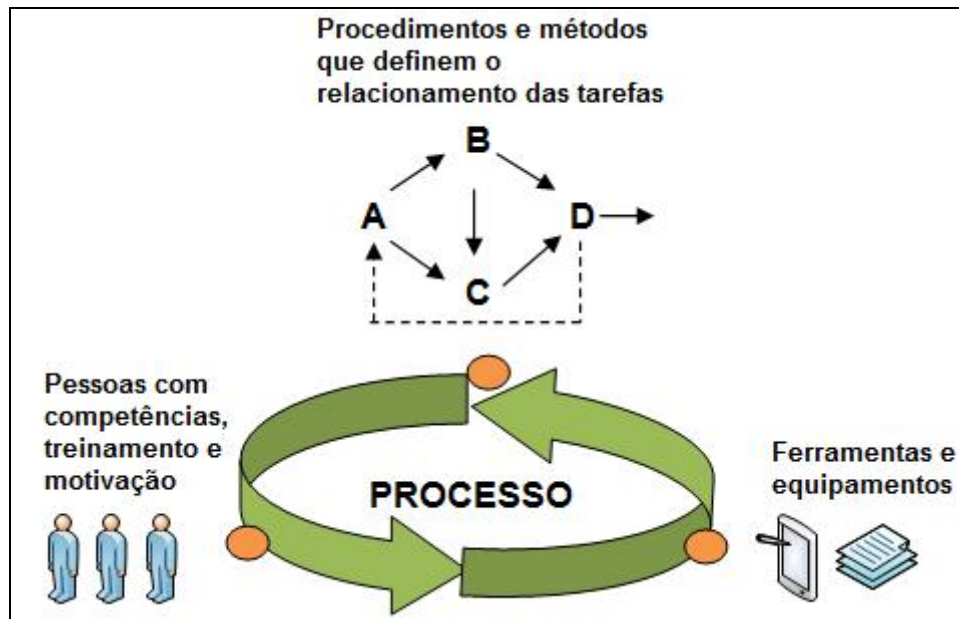 Procedimentos e métodos
que definem o
relacionamento das tarefas
B
A
D
C
Pessoas com
competências,
treinamento e
motivação
PROCESSO
Ferramentas e
equipamentos